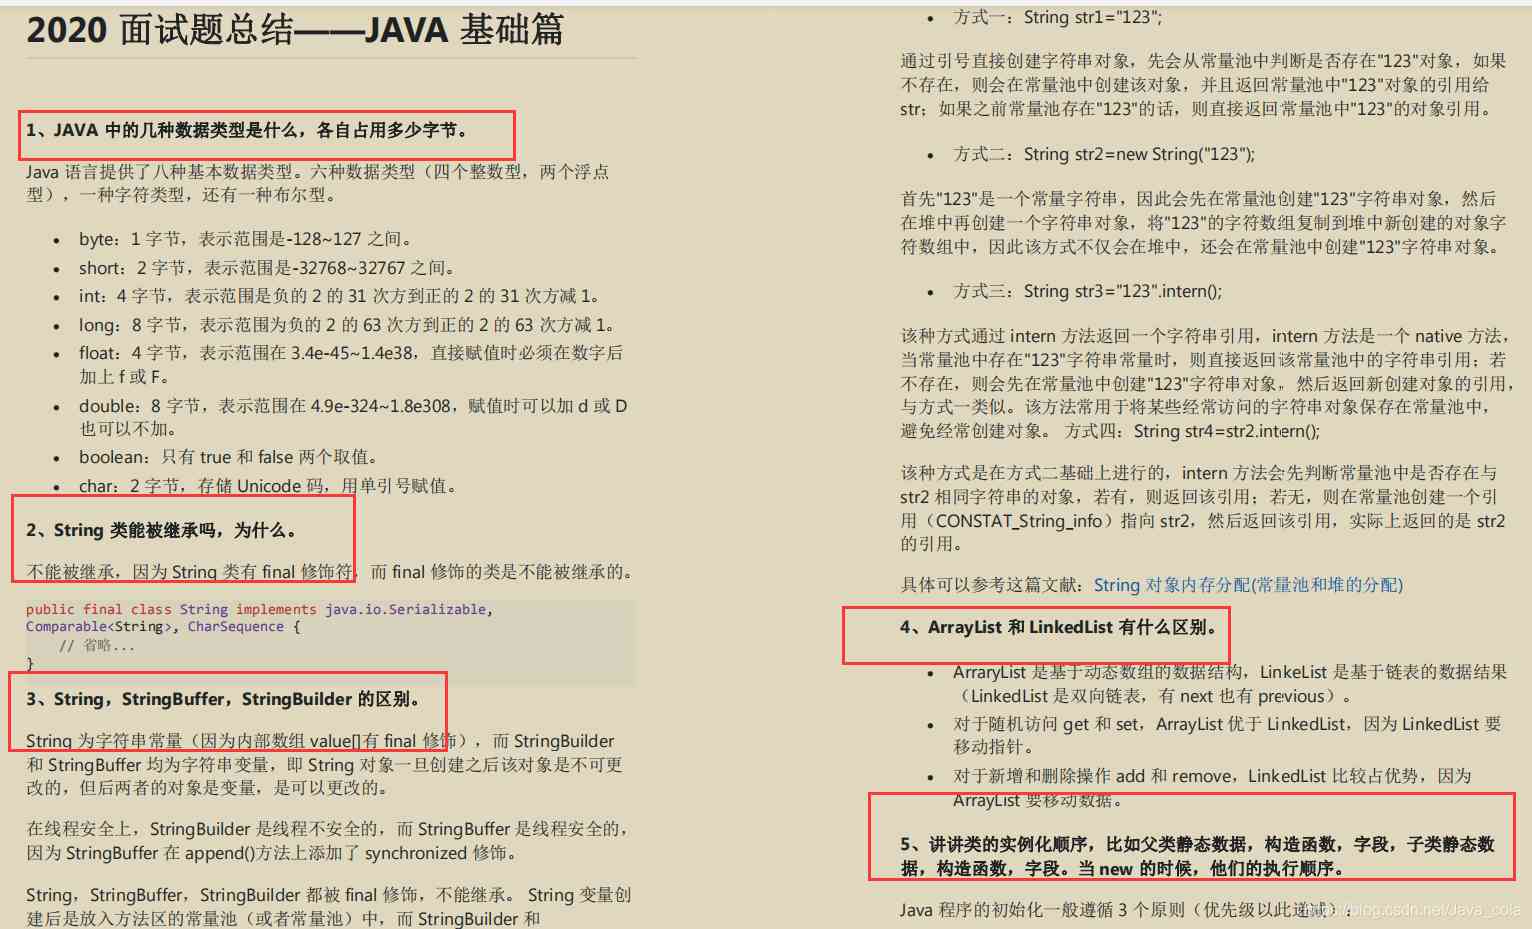 2020 面试题总结——JAVA 基础篇
1、JAVA 中的几种数据类型是什么，各自占用多少字节。
Java 语言提供了八种基本数据类型。六种数据类型（四个整数型，两个浮点
型），一种字符类型，还有一种布尔型。
• byte：1 字节，表示范围是-128~127 之间。
• short：2 字节，表示范围是-32768~32767 之间。
• int：4 字节，表示范围是负的 2 的 31 次方到正的 2 的 31 次方减 1。
• long：8 字节，表示范围为负的 2 的 63 次方到正的 2 的 63 次方减 1。
• float：4 字节，表示范围在 3.4e-45~1.4e38，直接赋值时必须在数字后
加上 f 或 F。
• double：8 字节，表示范围在 4.9e-324~1.8e308，赋值时可以加 d 或 D
也可以不加。
• boolean：只有 true 和 false 两个取值。
• char：2 字节，存储 Unicode 码，用单引号赋值。
2、String 类能被继承吗，为什么。
不能被继承，因为 String 类有 final 修饰符，而 final 修饰的类是不能被继承的。
public final class String implements java.io.Serializable,
Comparable<String>, CharSequence {
// 省略...
}
3、String，StringBuffer，StringBuilder 的区别。
String 为字符串常量（因为内部数组 value[]有 final 修饰），而 StringBuilder
和 StringBuffer 均为字符串变量，即 String 对象一旦创建之后该对象是不可更
改的，但后两者的对象是变量，是可以更改的。
在线程安全上，StringBuilder 是线程不安全的，而 StringBuffer 是线程安全的，
因为 StringBuffer 在 append()方法上添加了 synchronized 修饰。
String，StringBuffer，StringBuilder 都被 final 修饰，不能继承。 String 变量创
建后是放入方法区的常量池（或者常量池）中，而 StringBuilder 和
• 方式一：String str1="123";
通过引号直接创建字符串对象，先会从常量池中判断是否存在"123"对象，如果
不存在，则会在常量池中创建该对象，并且返回常量池中"123"对象的引用给
str；如果之前常量池存在"123"的话，则直接返回常量池中"123"的对象引用。
• 方式二：String str2=new String("123");
首先"123"是一个常量字符串，因此会先在常量池创建"123"字符串对象，然后
在堆中再创建一个字符串对象，将"123"的字符数组复制到堆中新创建的对象字
符数组中，因此该方式不仅会在堆中，还会在常量池中创建"123"字符串对象。
• 方式三：String str3="123".intern();
该种方式通过 intern 方法返回一个字符串引用，intern 方法是一个 native 方法，
当常量池中存在"123"字符串常量时，则直接返回该常量池中的字符串引用；若
不存在，则会先在常量池中创建"123"字符串对象，然后返回新创建对象的引用，
与方式一类似。该方法常用于将某些经常访问的字符串对象保存在常量池中，
避免经常创建对象。 方式四：String str4=str2.intern();
该种方式是在方式二基础上进行的，intern 方法会先判断常量池中是否存在与
str2 相同字符串的对象，若有，则返回该引用；若无，则在常量池创建一个引
用（CONSTAT_String_info）指向 str2，然后返回该引用，实际上返回的是 str2
的引用。
具体可以参考这篇文献：String 对象内存分配(常量池和堆的分配)
4、ArrayList 和 LinkedList 有什么区别。
• ArraryList 是基于动态数组的数据结构，LinkeList 是基于链表的数据结果
（LinkedList 是双向链表，有 next 也有 previous）。
• 对于随机访问 get 和 set，ArrayList 优于 LinkedList，因为 LinkedList 要
移动指针。
• 对于新增和删除操作 add 和 remove，LinkedList 比较占优势，因为
ArrayList 要移动数据。
5、讲讲类的实例化顺序，比如父类静态数据，构造函数，字段，子类静态数
据，构造函数，字段。当 new 的时候，他们的执行顺序。
Java 程序的初始化一般遵循 3 个原则（优先级以此递减）：
https://blog.csdn.net/Java_cola